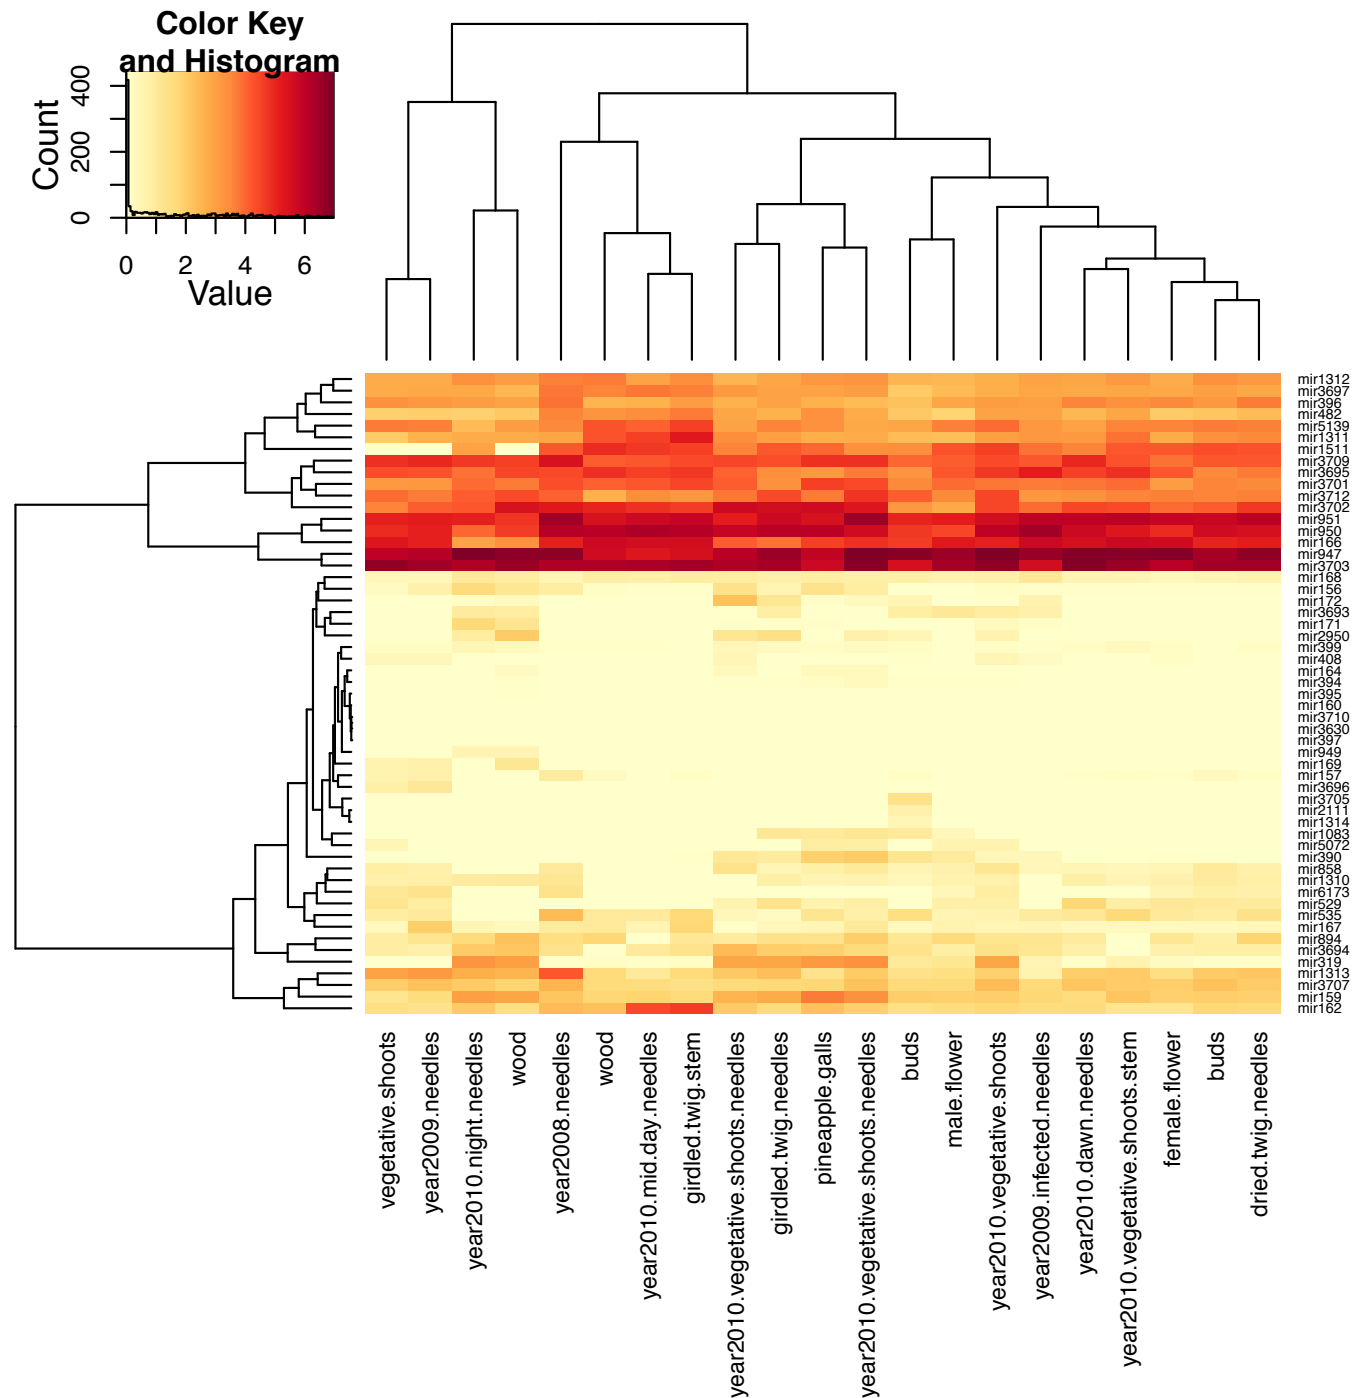 Color Key
and Histogram
Count
0
200
400
0 2 4 6
Value
mir1312
mir3697
mir396
mir482
mir5139
mir1311
mir1511
mir3709
mir3695
mir3701
mir3712
mir3702
mir951
mir950
mir166
mir947
mir3703
mir168
mir156
mir172
mir3693
mir171
mir2950
mir399
mir408
mir164
mir394
mir395
mir160
mir3710
mir3630
mir397
mir949
mir169
mir157
mir3696
mir3705
mir2111
mir1314
mir1083
mir5072
mir390
mir858
mir1310
mir6173
mir529
mir535
mir167
mir894
mir3694
mir319
mir1313
mir3707
mir159
mir162
vegetative.shoots
year2009.needles
year2010.night.needles
wood
year2008.needles
wood
year2010.mid.day.needles
girdled.twig.stem
year2010.vegetative.shoots.needles
girdled.twig.needles
pineapple.galls
year2010.vegetative.shoots.needles
buds
male.flower
year2010.vegetative.shoots
year2009.infected.needles
year2010.dawn.needles
year2010.vegetative.shoots.stem
female.flower
buds
dried.twig.needles